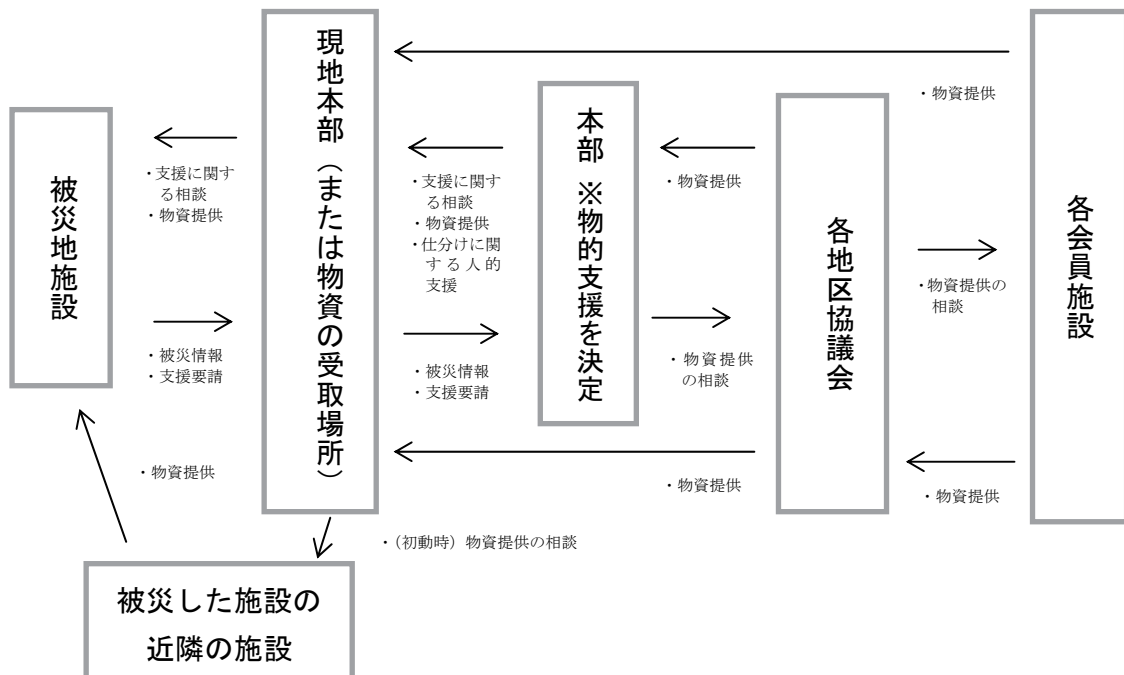 被災地施設
・支援に関す
る相談
・物資提供
・被災情報
・支援要請
・物資提供
現地本部（または物資の受取場所）
・支援に関す
る相談
・物資提供
・仕分けに関
する人的
支援
・被災情報
・支援要請
本部 ※物的支援を決定
・物資提供
・物資提供
の相談
・物資提供
各地区協議会
・物資提供
・物資提供の
相談
・物資提供
各会員施設
・（初動時）物資提供の相談
被災した施設の
近隣の施設